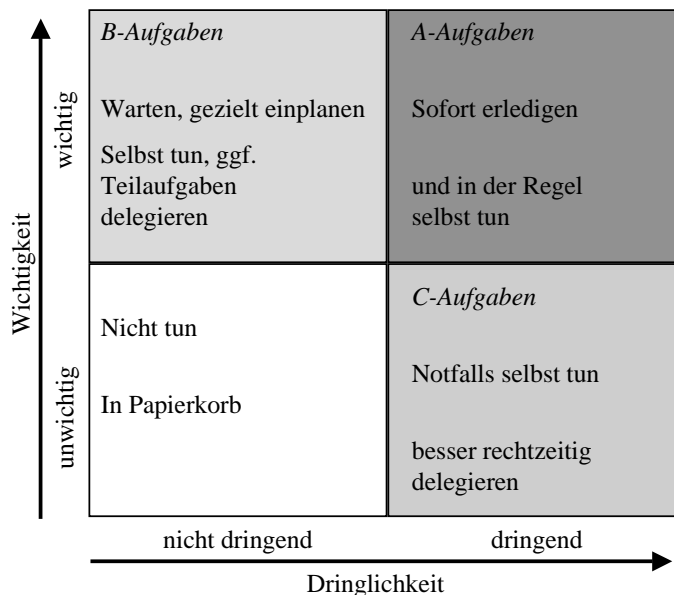 B-Aufgaben
Warten, gezielt einplanen
Selbst tun, ggf.
Teilaufgaben
delegieren
A-Aufgaben
Sofort erledigen
und in der Regel
selbst tun
Nicht tun
In Papierkorb
C-Aufgaben
Notfalls selbst tun
besser rechtzeitig
delegieren
Wichtigkeit
wichtig
unwichtig
nicht dringend
dringend
Dringlichkeit